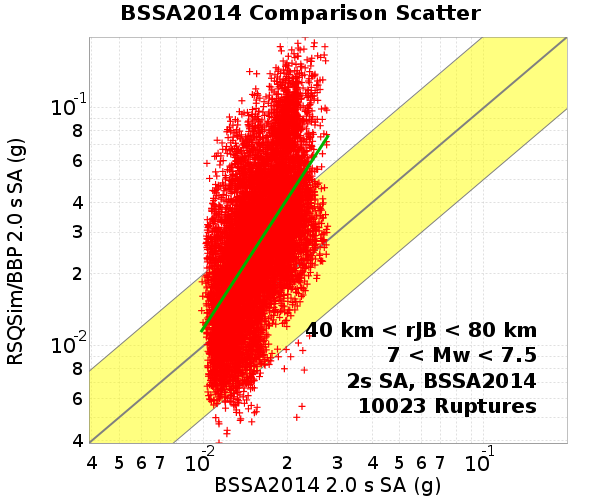 BSSA2014 Comparison Scatter
RSQSim/BBP 2.0 s SA (g)
10-1
8
6
4
3
2
10-2
8
6
4
40 km < rJB < 80 km
7 < Mw < 7.5
2s SA, BSSA2014
10023 Ruptures
4 5 6 7 10-2 2 3 4 5 6 7 10-1
BSSA2014 2.0 s SA (g)